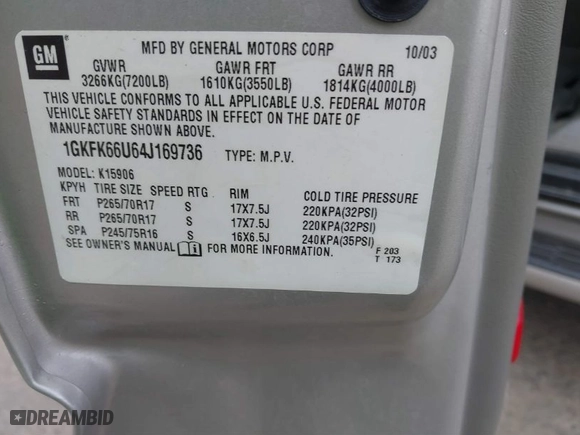 GM
MFD BY GENERAL MOTORS CORP 10/03
GVWR GAWR FRT GAWR RR
3266KG(7200LB) 1610KG(3550LB) 1814KG(4000LB)
THIS VEHICLE CONFORMS TO ALL APPLICABLE U.S. FEDERAL MOTOR
VEHICLE SAFETY STANDARDS IN EFFECT ON THE DATE OF
MANUFACTURE SHOWN ABOVE.
1GKFK66U64J169736 TYPE: M.P.V.
MODEL: K15906
KPYH TIRE SIZE SPEED RTG RIM COLD TIRE PRESSURE
FRT P265/70R17 S 17X7.5J 220KPA(32PSI)
RR P265/70R17 S 17X7.5J 220KPA(32PSI)
SPA P245/75R16 S 16X6.5J 240KPA(35PSI)
SEE OWNER'S MANUAL FOR MORE INFORMATION. F 203
T 173
DREAMBID